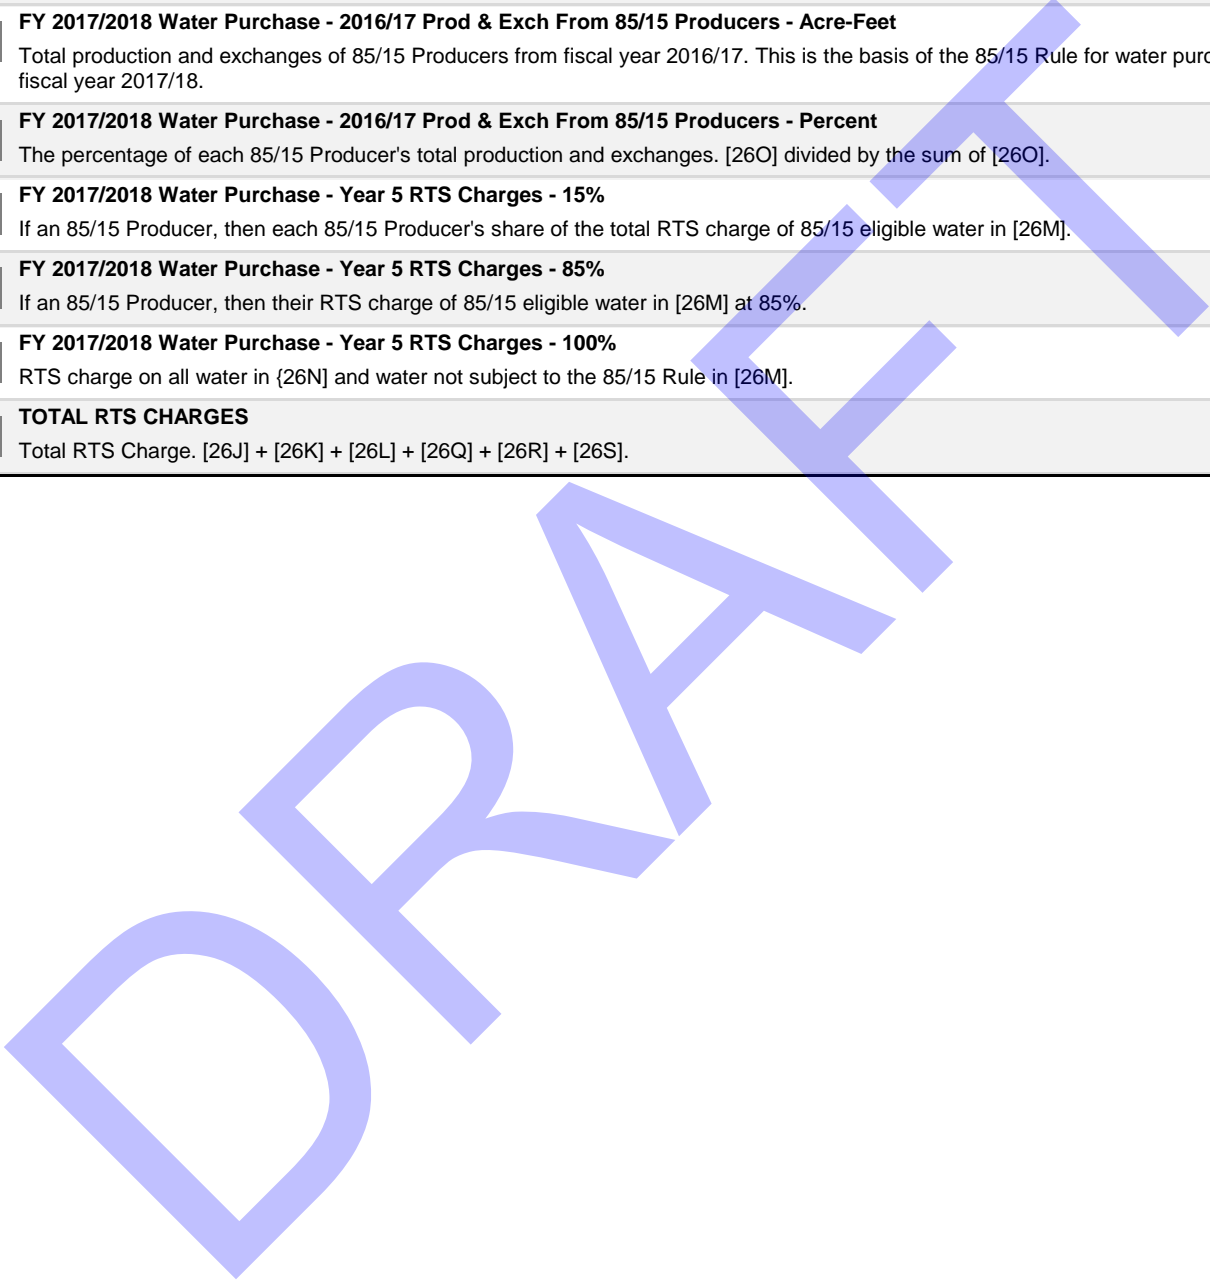 FY 2017/2018 Water Purchase - 2016/17 Prod & Exch From 85/15 Producers - Acre-Feet
Total production and exchanges of 85/15 Producers from fiscal year 2016/17. This is the basis of the 85/15 Rule for water
fiscal year 2017/18.
FY 2017/2018 Water Purchase - 2016/17 Prod & Exch From 85/15 Producers - Percent
The percentage of each 85/15 Producer's total production and exchanges. [26O] divided by the sum of [26O].
FY 2017/2018 Water Purchase - Year 5 RTS Charges - 15%
If an 85/15 Producer, then each 85/15 Producer's share of the total RTS charge of 85/15 eligible water in [26M].
FY 2017/2018 Water Purchase - Year 5 RTS Charges - 85%
If an 85/15 Producer, then their RTS charge of 85/15 eligible water in [26M] at 85%.
FY 2017/2018 Water Purchase - Year 5 RTS Charges - 100%
RTS charge on all water in {26N] and water not subject to the 85/15 Rule in [26M].
TOTAL RTS CHARGES
Total RTS Charge. [26J] + [26K] + [26L] + [26Q] + [26R] + [26S].
DRAFT